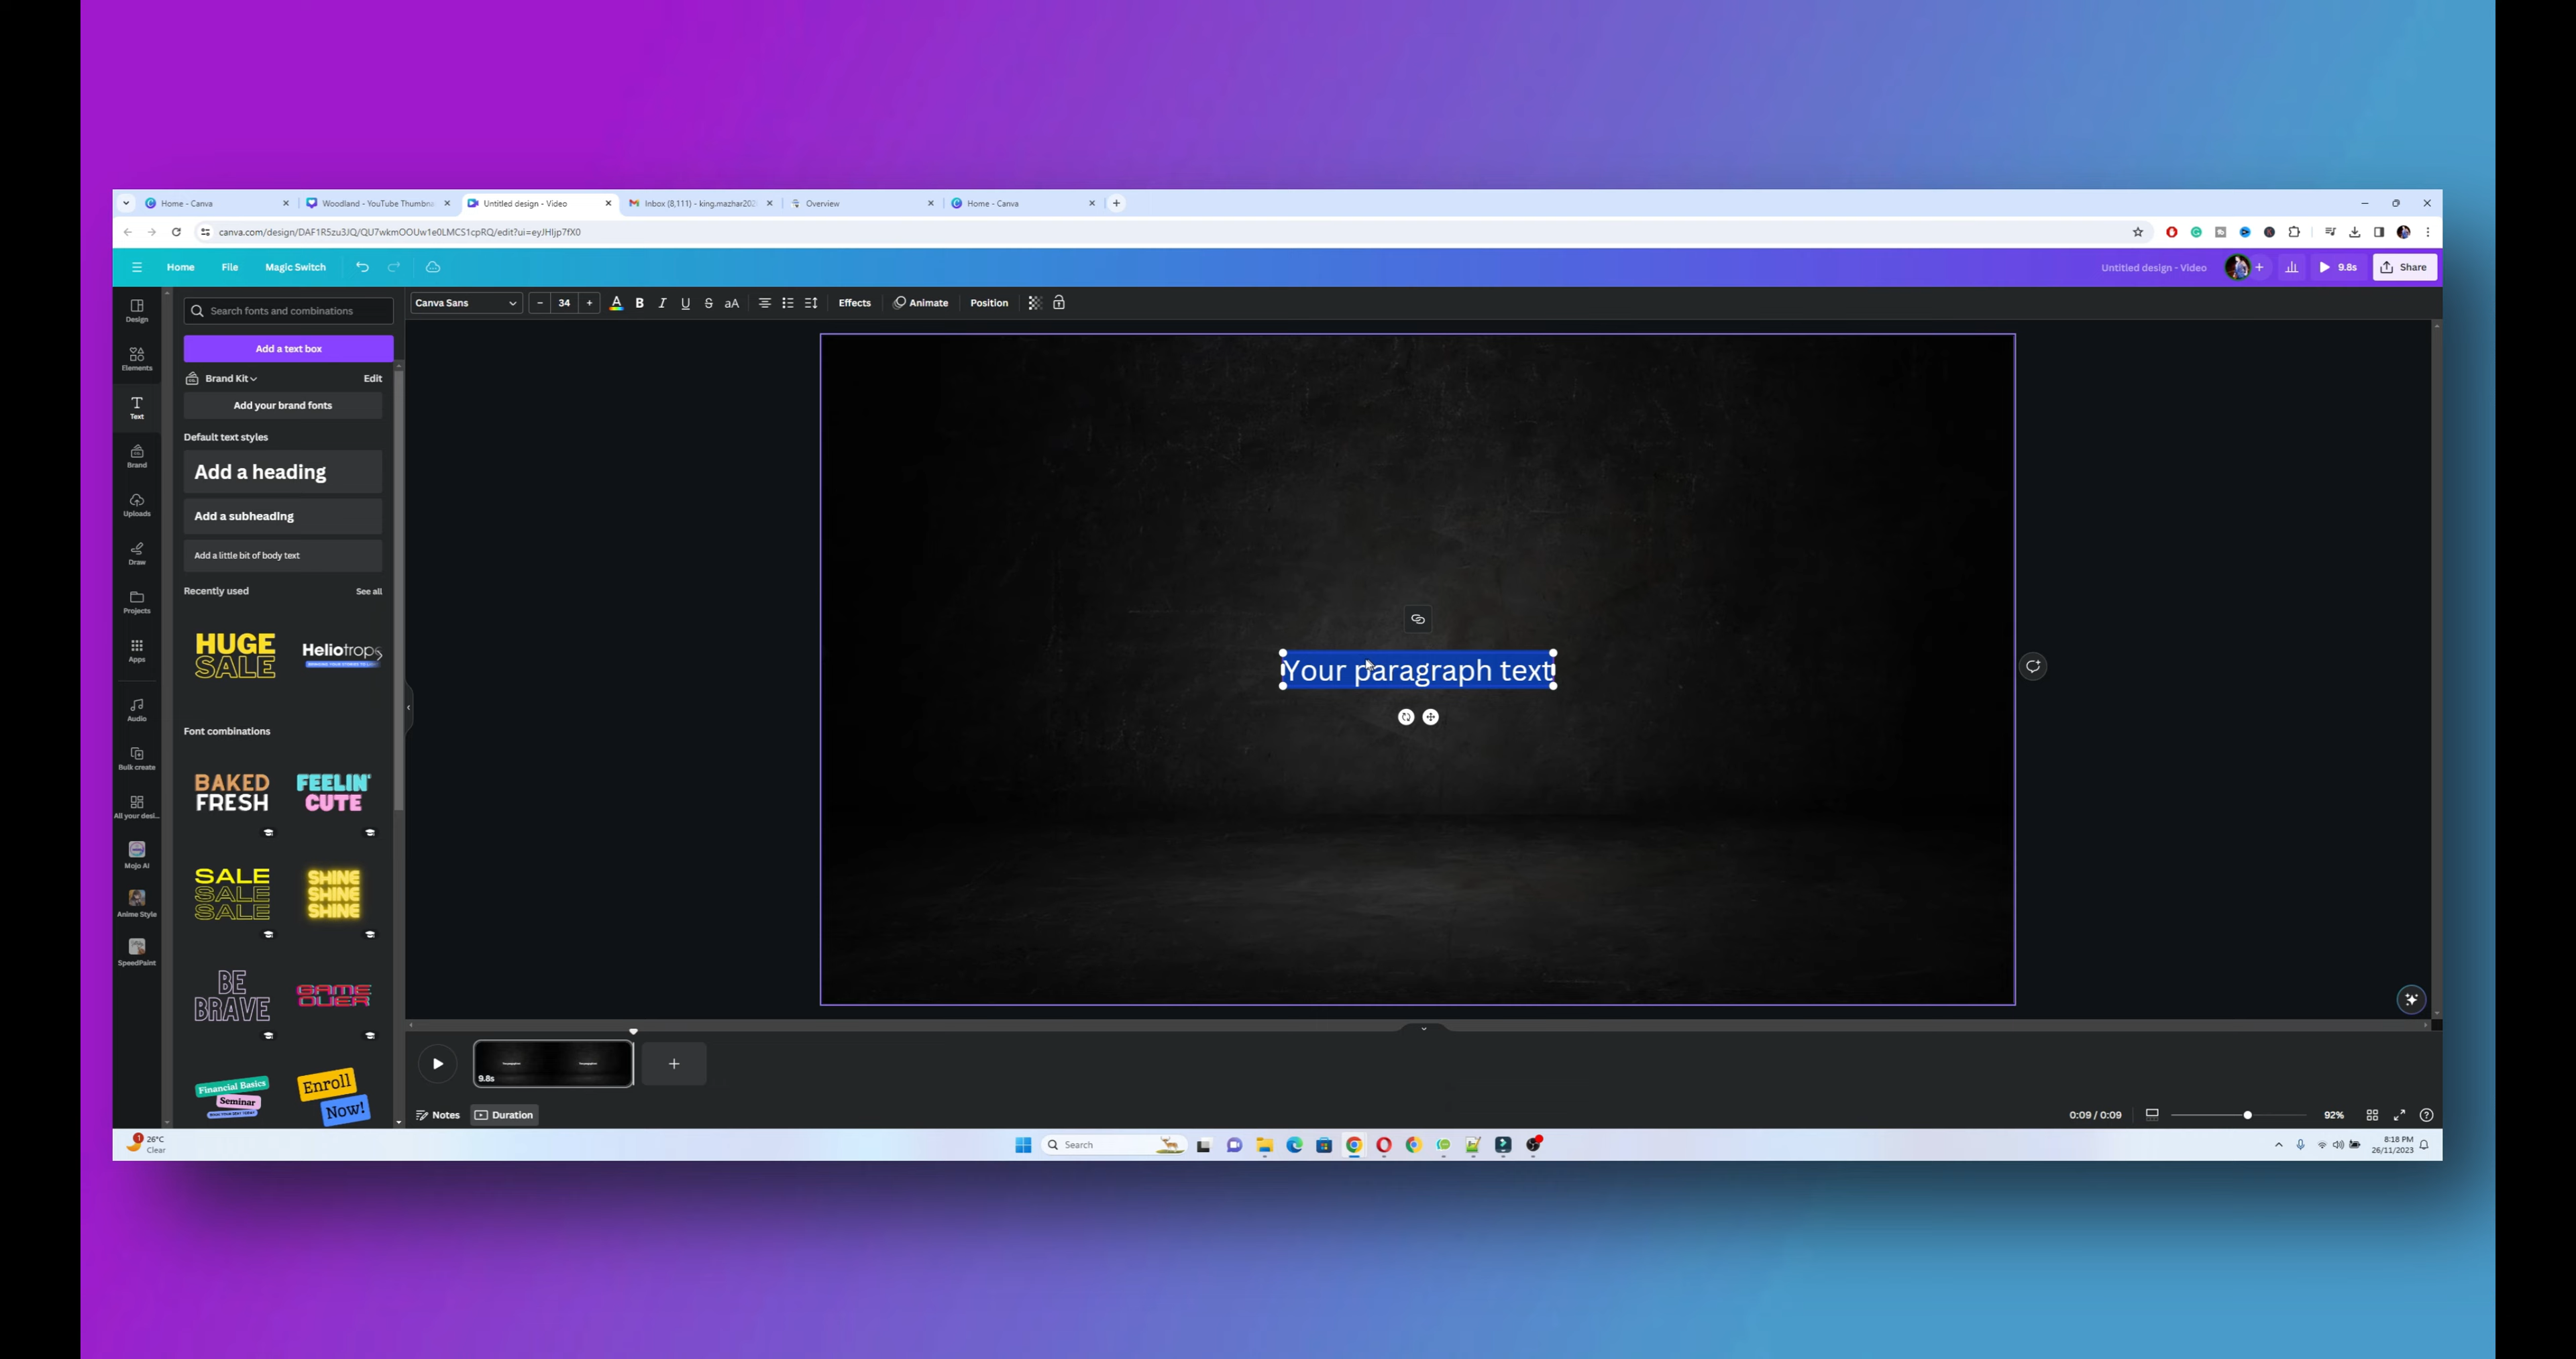 Home - Canva
Woodland - YouTube Thumbna
Untitled design - Video
Inbox (8,111) - king.mazhar202
Overview
Home - Canva
canva.com/design/DAF1R5zu3JQ/QU7wkmOOUw1e0LMCS1cpRQ/edit?ui=eyJHIjp7fX0
Home
File
Magic Switch
Untitled design - Video
9.8s
Share
Design
Elements
Text
Brand
Uploads
Draw
Projects
Apps
Audio
Bulk create
All your desi...
Mojo AI
Anime Style
SpeedPaint
Search fonts and combinations
Add a text box
Brand Kit
Edit
Add your brand fonts
Default text styles
Add a heading
Add a subheading
Add a little bit of body text
Recently used
See all
HUGE
SALE
Heliotrope
Font combinations
BAKED
FRESH
FEELIN'
CUTE
SALE
SALE
SALE
SHINE
SHINE
SHINE
BE
BRAVE
GAME
OVER
Financial Basics
Seminar
Enroll
Now!
Canva Sans
- 34 +
A B I U S aA
Effects
Animate
Position
Your paragraph text
9.8s
Notes
Duration
0:09 / 0:09
92%
1
26°C
Clear
Search
8:18 PM
26/11/2023